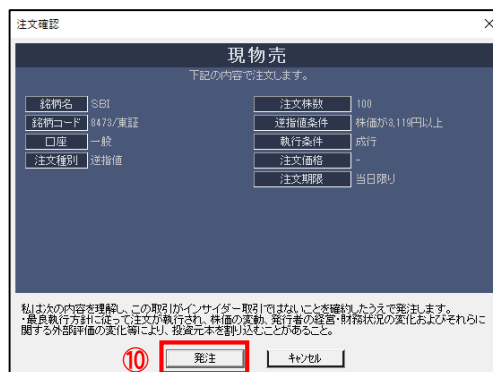 注文確認
現物売
下記の内容で注文します。
銘柄名 SBI 注文株数 100
銘柄コード 8473/東証 逆指値条件 株価が3,119円以上
口座 一般 執行条件 成行
注文種別 逆指値 注文価格 -
注文期限 当日限り
私は次の内容を理解し、この取引がインサイダー取引ではないことを確約したうえで発注します。
・最良執行方針に従って注文が執行され、株価の変動、発行者の経営・財務状況の変化およびそれらに
関する外部評価の変化等により、投資元本を割り込むことがあること。
⑩ 発注 キャンセル